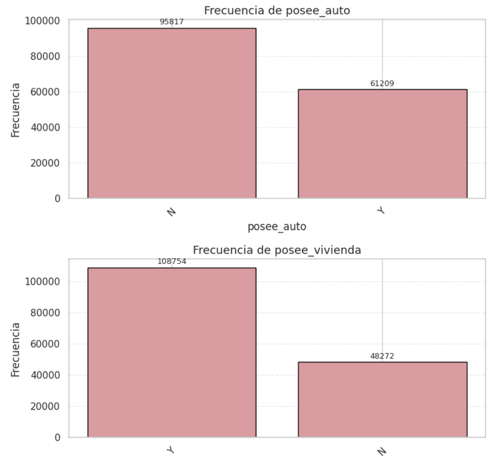 Frecuencia de posee_auto
100000
95817
80000
61209
60000
Frecuencia
40000
20000
0
N
Y
posee_auto
Frecuencia de posee_vivienda
108754
100000
80000
Frecuencia
60000
48272
40000
20000
0
Y
N